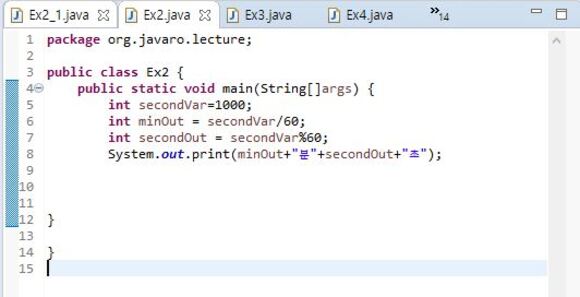 Ex2_1.java Ex2.java Ex3.java Ex4.java »14
1 package org.javaro.lecture;
2
3 public class Ex2 {
4 public static void main(String[]args) {
5 int secondVar=1000;
6 int minOut = secondVar/60;
7 int secondOut = secondVar%60;
8 System.out.print(minOut+"분"+secondOut+"초");
9
10
11
12 }
13
14 }
15